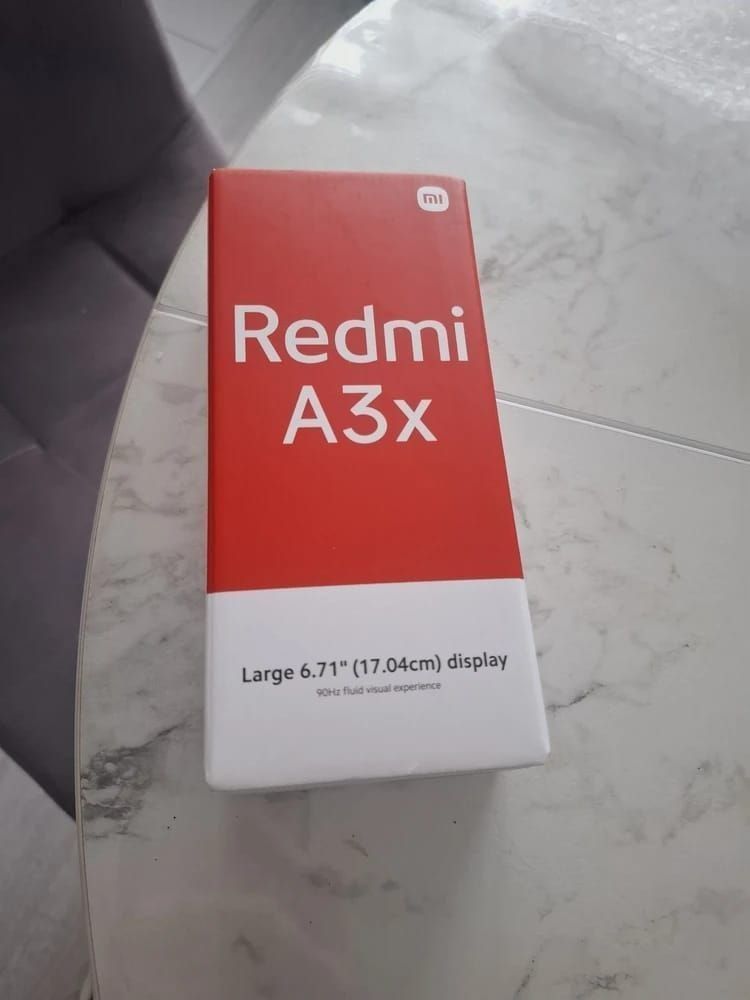 mi
Redmi
A3x
Large 6.71" (17.04cm) display
90Hz fluid visual experience